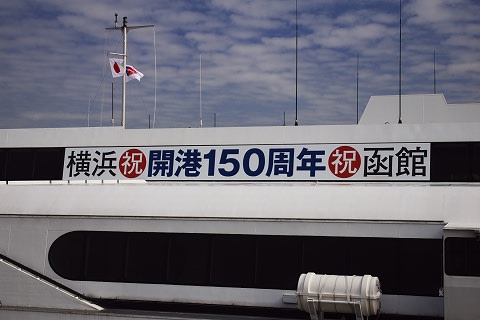 横浜 祝 開港150周年 祝 函館